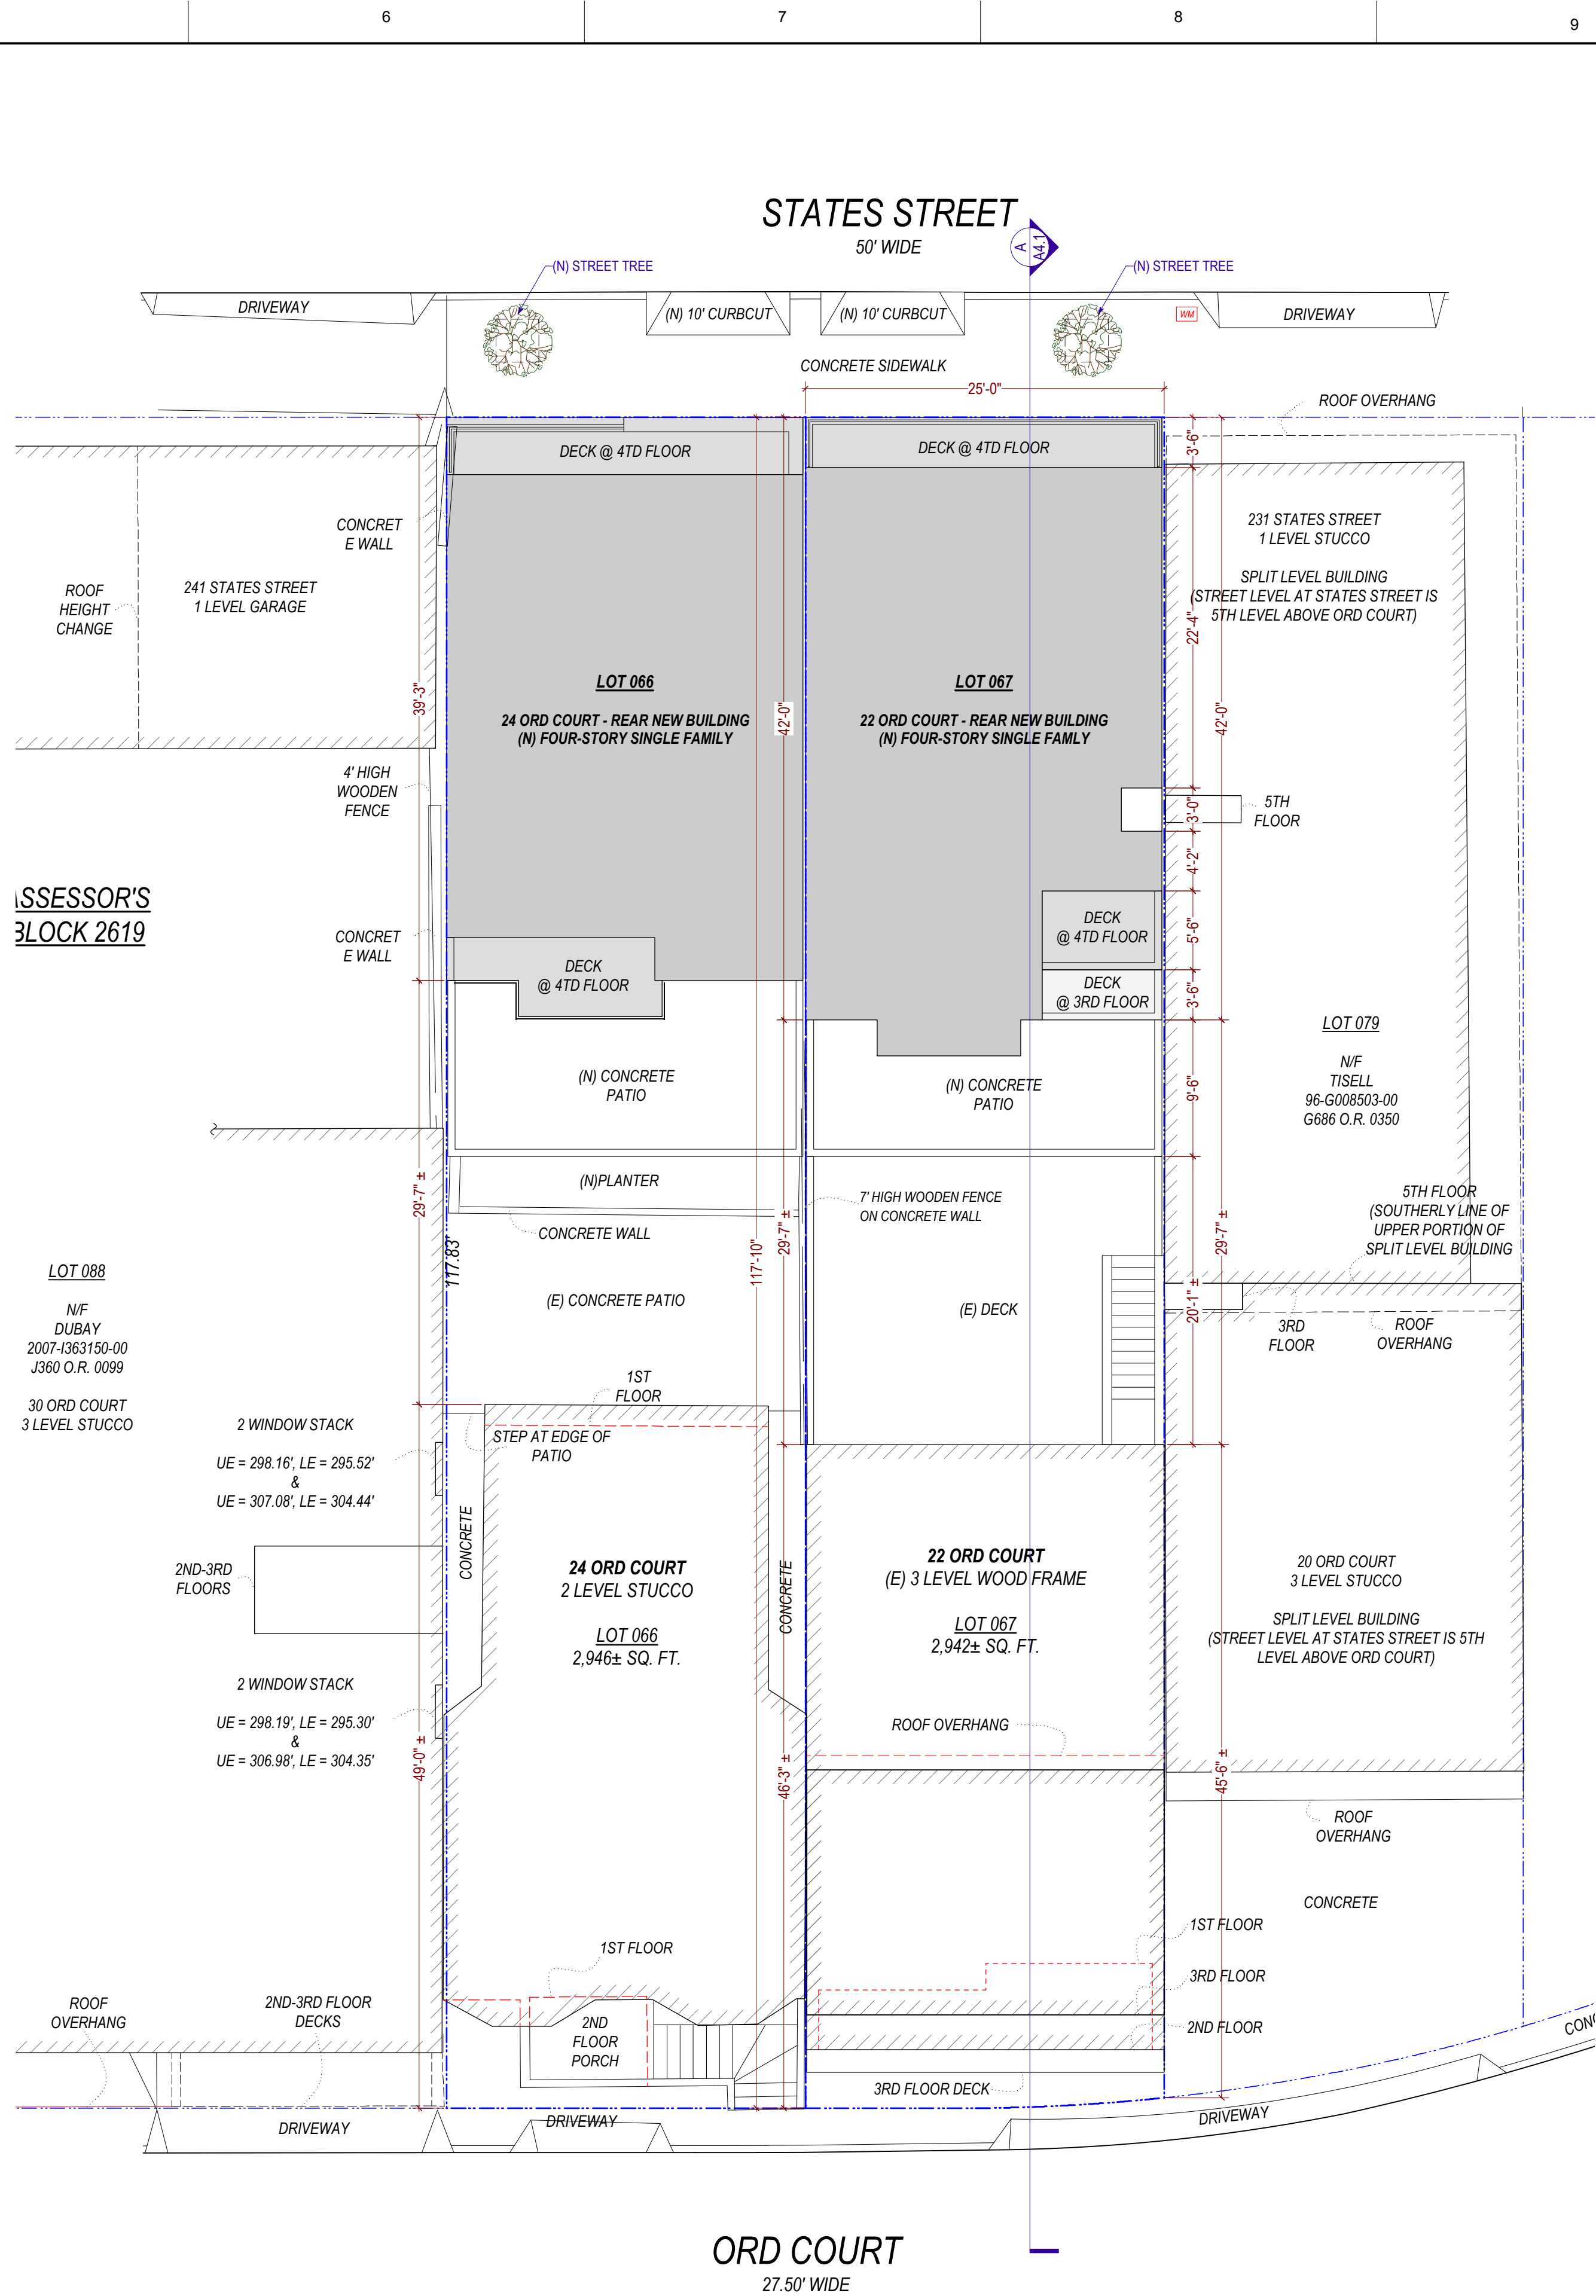 6
7
8
9
STATES STREET
50' WIDE
A
A4.1
(N) STREET TREE
(N) STREET TREE
DRIVEWAY
(N) 10' CURBCUT
(N) 10' CURBCUT
WM
DRIVEWAY
CONCRETE SIDEWALK
25'-0"
ROOF OVERHANG
DECK @ 4TD FLOOR
DECK @ 4TD FLOOR
3'-6"
CONCRET
E WALL
231 STATES STREET
1 LEVEL STUCCO
SPLIT LEVEL BUILDING
(STREET LEVEL AT STATES STREET IS
5TH LEVEL ABOVE ORD COURT)
ROOF
HEIGHT
CHANGE
241 STATES STREET
1 LEVEL GARAGE
22'-4"
39'-3"
LOT 066
24 ORD COURT - REAR NEW BUILDING
(N) FOUR-STORY SINGLE FAMILY
42'-0"
LOT 067
22 ORD COURT - REAR NEW BUILDING
(N) FOUR-STORY SINGLE FAMLY
42'-0"
4' HIGH
WOODEN
FENCE
3'-0"
5TH
FLOOR
4'-2"
ASSESSOR'S
BLOCK 2619
CONCRET
E WALL
DECK
@ 4TD FLOOR
5'-6"
DECK
@ 4TD FLOOR
DECK
@ 3RD FLOOR
3'-6"
LOT 079
N/F
TISELL
96-G008503-00
G686 O.R. 0350
(N) CONCRETE
PATIO
(N) CONCRETE
PATIO
9'-6"
29'-7" ±
(N)PLANTER
7' HIGH WOODEN FENCE
ON CONCRETE WALL
5TH FLOOR
(SOUTHERLY LINE OF
UPPER PORTION OF
SPLIT LEVEL BUILDING
CONCRETE WALL
117.83'
117'-10"
29'-7" ±
29'-7" ±
LOT 088
N/F
DUBAY
2007-I363150-00
J360 O.R. 0099
30 ORD COURT
3 LEVEL STUCCO
(E) CONCRETE PATIO
(E) DECK
20'-1" ±
3RD
FLOOR
ROOF
OVERHANG
1ST
FLOOR
2 WINDOW STACK
UE = 298.16', LE = 295.52'
&
UE = 307.08', LE = 304.44'
STEP AT EDGE OF
PATIO
CONCRETE
2ND-3RD
FLOORS
24 ORD COURT
2 LEVEL STUCCO
LOT 066
2,946± SQ. FT.
CONCRETE
22 ORD COURT
(E) 3 LEVEL WOOD FRAME
LOT 067
2,942± SQ. FT.
20 ORD COURT
3 LEVEL STUCCO
SPLIT LEVEL BUILDING
(STREET LEVEL AT STATES STREET IS 5TH
LEVEL ABOVE ORD COURT)
2 WINDOW STACK
UE = 298.19', LE = 295.30'
&
UE = 306.98', LE = 304.35'
ROOF OVERHANG
49'-0" ±
46'-3" ±
45'-6" ±
ROOF
OVERHANG
CONCRETE
1ST FLOOR
1ST FLOOR
3RD FLOOR
2ND FLOOR
ROOF
OVERHANG
2ND-3RD FLOOR
DECKS
2ND
FLOOR
PORCH
3RD FLOOR DECK
CONC
DRIVEWAY
DRIVEWAY
DRIVEWAY
ORD COURT
27.50' WIDE